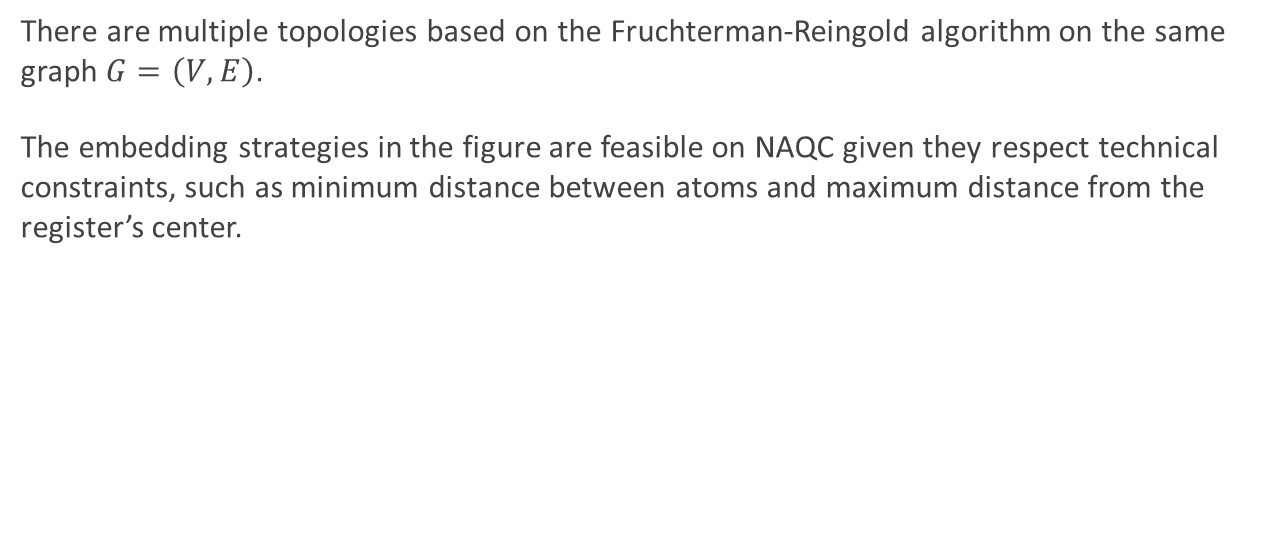 There are multiple topologies based on the Fruchterman-Reingold algorithm on the same
graph 𝐺 = (𝑉, 𝐸).
The embedding strategies in the figure are feasible on NAQC given they respect technical
constraints, such as minimum distance between atoms and maximum distance from the
register’s center.